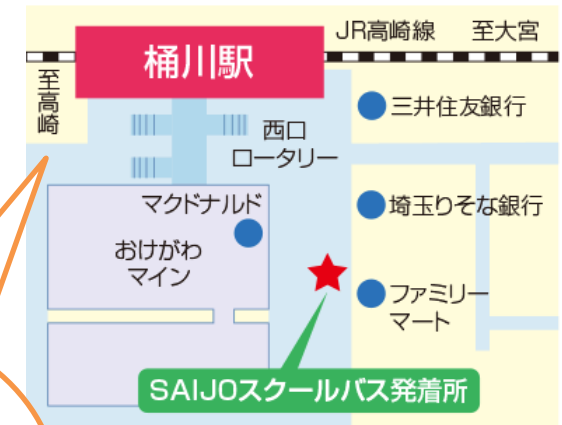 JR高崎線
至大宮
桶川駅
至高崎
三井住友銀行
西口
ロータリー
マクドナルド
埼玉りそな銀行
おけがわ
マイン
ファミリー
マート
SAIJOスクールバス発着所